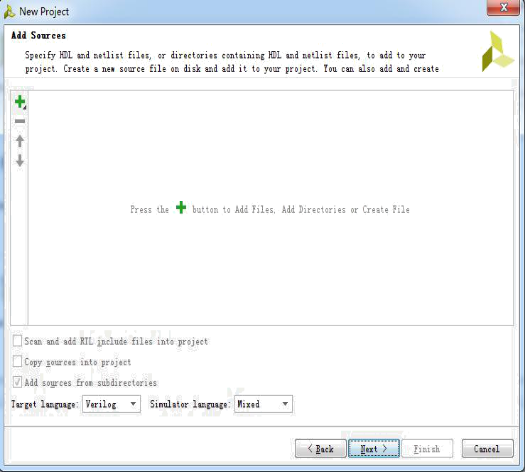 New Project
Add Sources
Specify HDL and netlist files, or directories containing HDL and netlist files, to add to your
project. Create a new source file on disk and add it to your project. You can also add and create
Press the + button to Add Files, Add Directories or Create File
Scan and add RTL include files into project
Copy sources into project
Add sources from subdirectories
Target language: Verilog Simulator language: Mixed
< Back Next > Finish Cancel